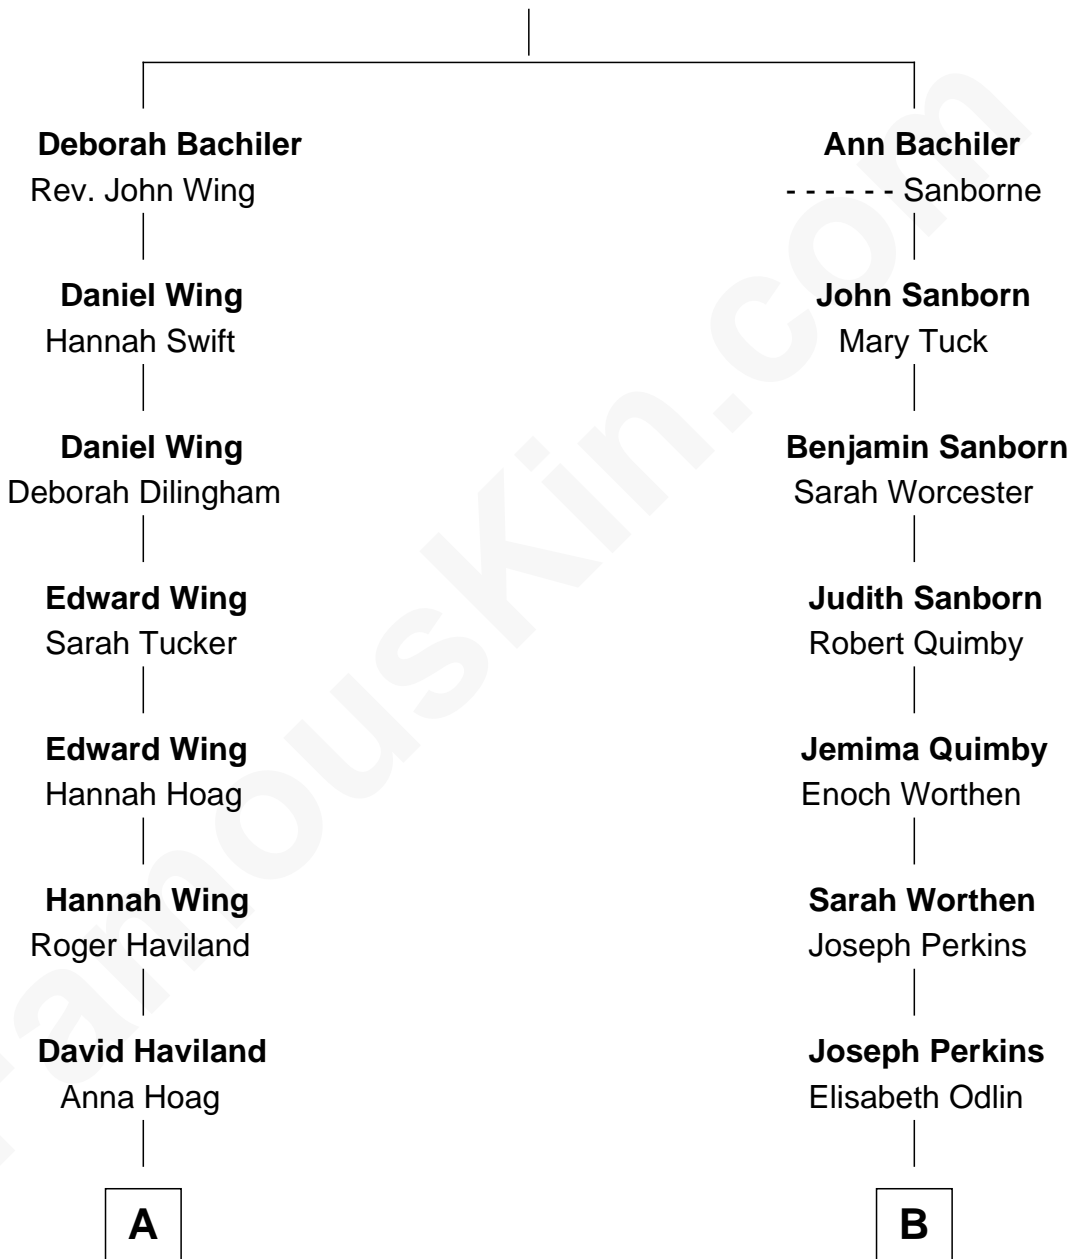 Deborah Bachiler
Rev. John Wing
Daniel Wing
Hannah Swift
Daniel Wing
Deborah Dilingham
Edward Wing
Sarah Tucker
Edward Wing
Hannah Hoag
Hannah Wing
Roger Haviland
David Haviland
Anna Hoag
A
Ann Bachiler
- - - - - - Sanborne
John Sanborn
Mary Tuck
Benjamin Sanborn
Sarah Worcester
Judith Sanborn
Robert Quimby
Jemima Quimby
Enoch Worthen
Sarah Worthen
Joseph Perkins
Joseph Perkins
Elisabeth Odlin
B
FamousKin.com